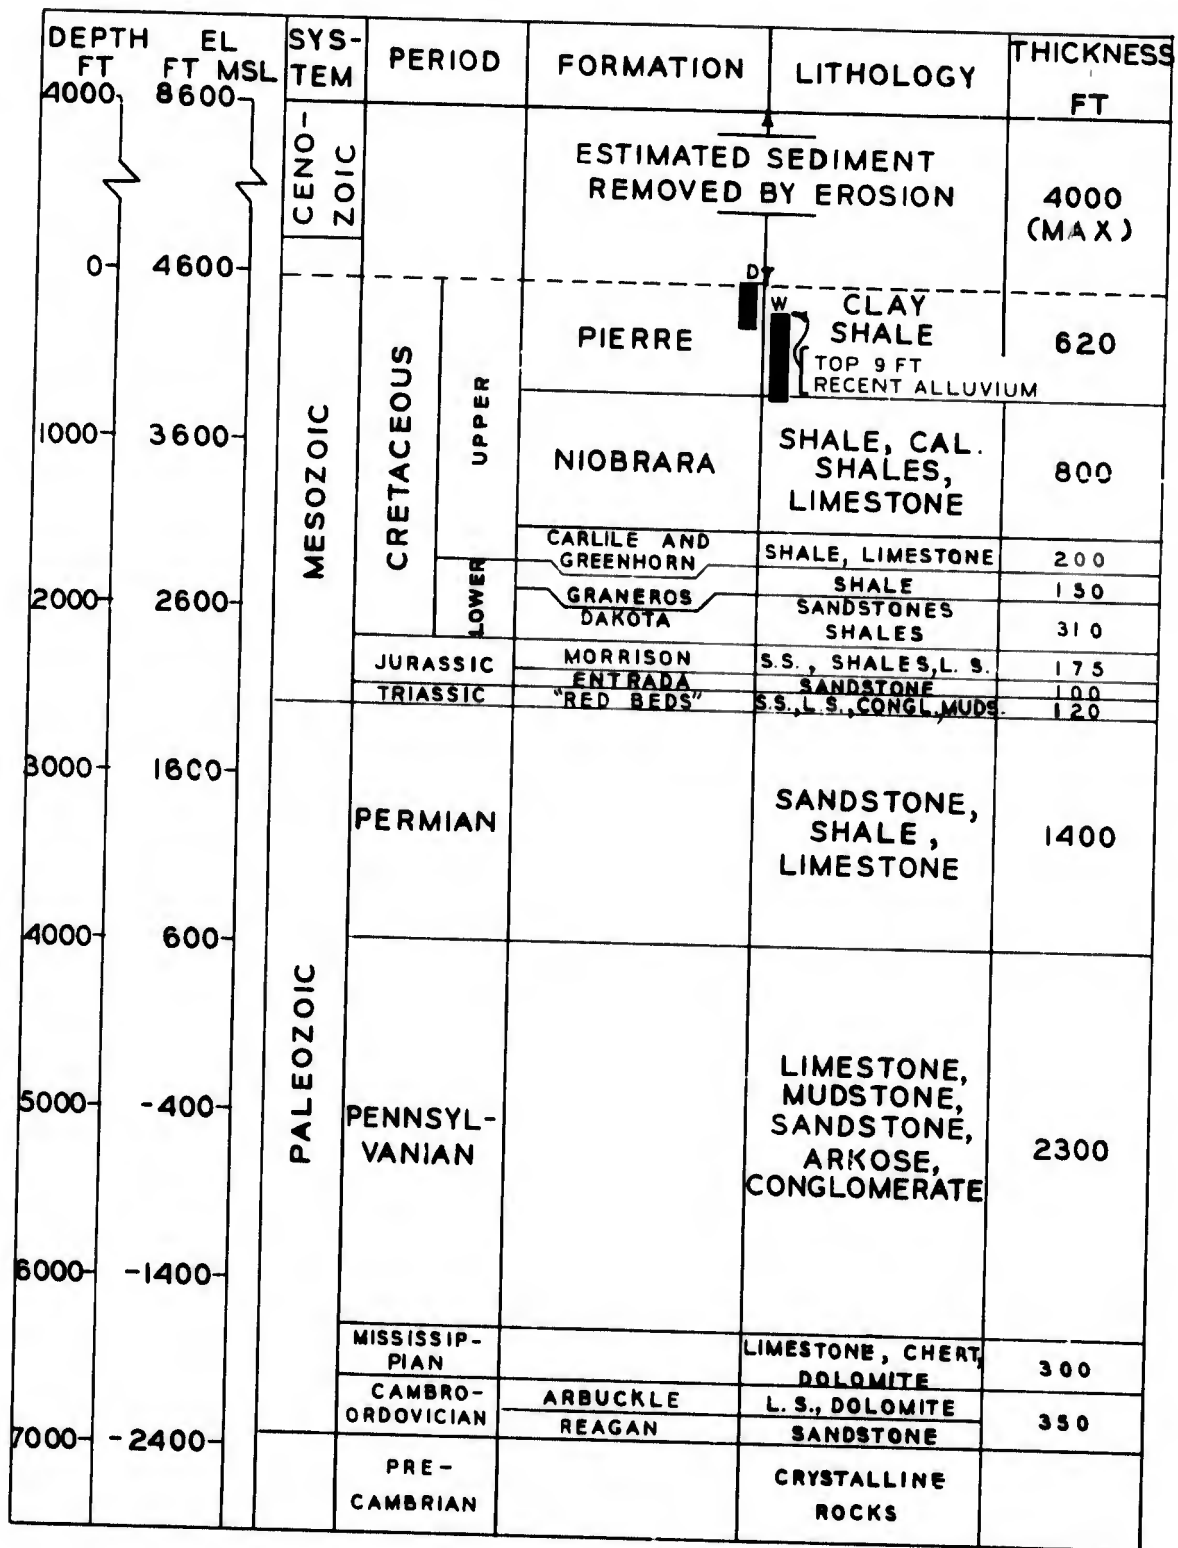 DEPTH FT
EL FT MSL
SYS-
TEM
PERIOD
FORMATION
LITHOLOGY
THICKNESS
FT
4000
8600
CENO-
ZOIC
ESTIMATED SEDIMENT
REMOVED BY EROSION
4000
(MAX)
0
4600
D
W
MESOZOIC
CRETACEOUS
UPPER
PIERRE
CLAY
SHALE
TOP 9 FT
RECENT ALLUVIUM
620
1000
3600
NIOBRARA
SHALE, CAL.
SHALES,
LIMESTONE
800
CARLILE AND
GREENHORN
SHALE, LIMESTONE
200
LOWER
2000
2600
GRANEROS
SHALE
150
DAKOTA
SANDSTONES
SHALES
310
JURASSIC
MORRISON
S.S., SHALES, L.S.
175
ENTRADA
SANDSTONE
100
TRIASSIC
"RED BEDS"
S.S., L.S., CONGL, MUDS.
120
3000
1600
PALEOZOIC
PERMIAN
SANDSTONE,
SHALE,
LIMESTONE
1400
4000
600
5000
-400
PENNSYL-
VANIAN
LIMESTONE,
MUDSTONE,
SANDSTONE,
ARKOSE,
CONGLOMERATE
2300
6000
-1400
MISSISSIP-
PIAN
LIMESTONE, CHERT,
DOLOMITE
300
CAMBRO-
ORDOVICIAN
ARBUCKLE
L.S., DOLOMITE
REAGAN
SANDSTONE
350
7000
-2400
PRE-
CAMBRIAN
CRYSTALLINE
ROCKS